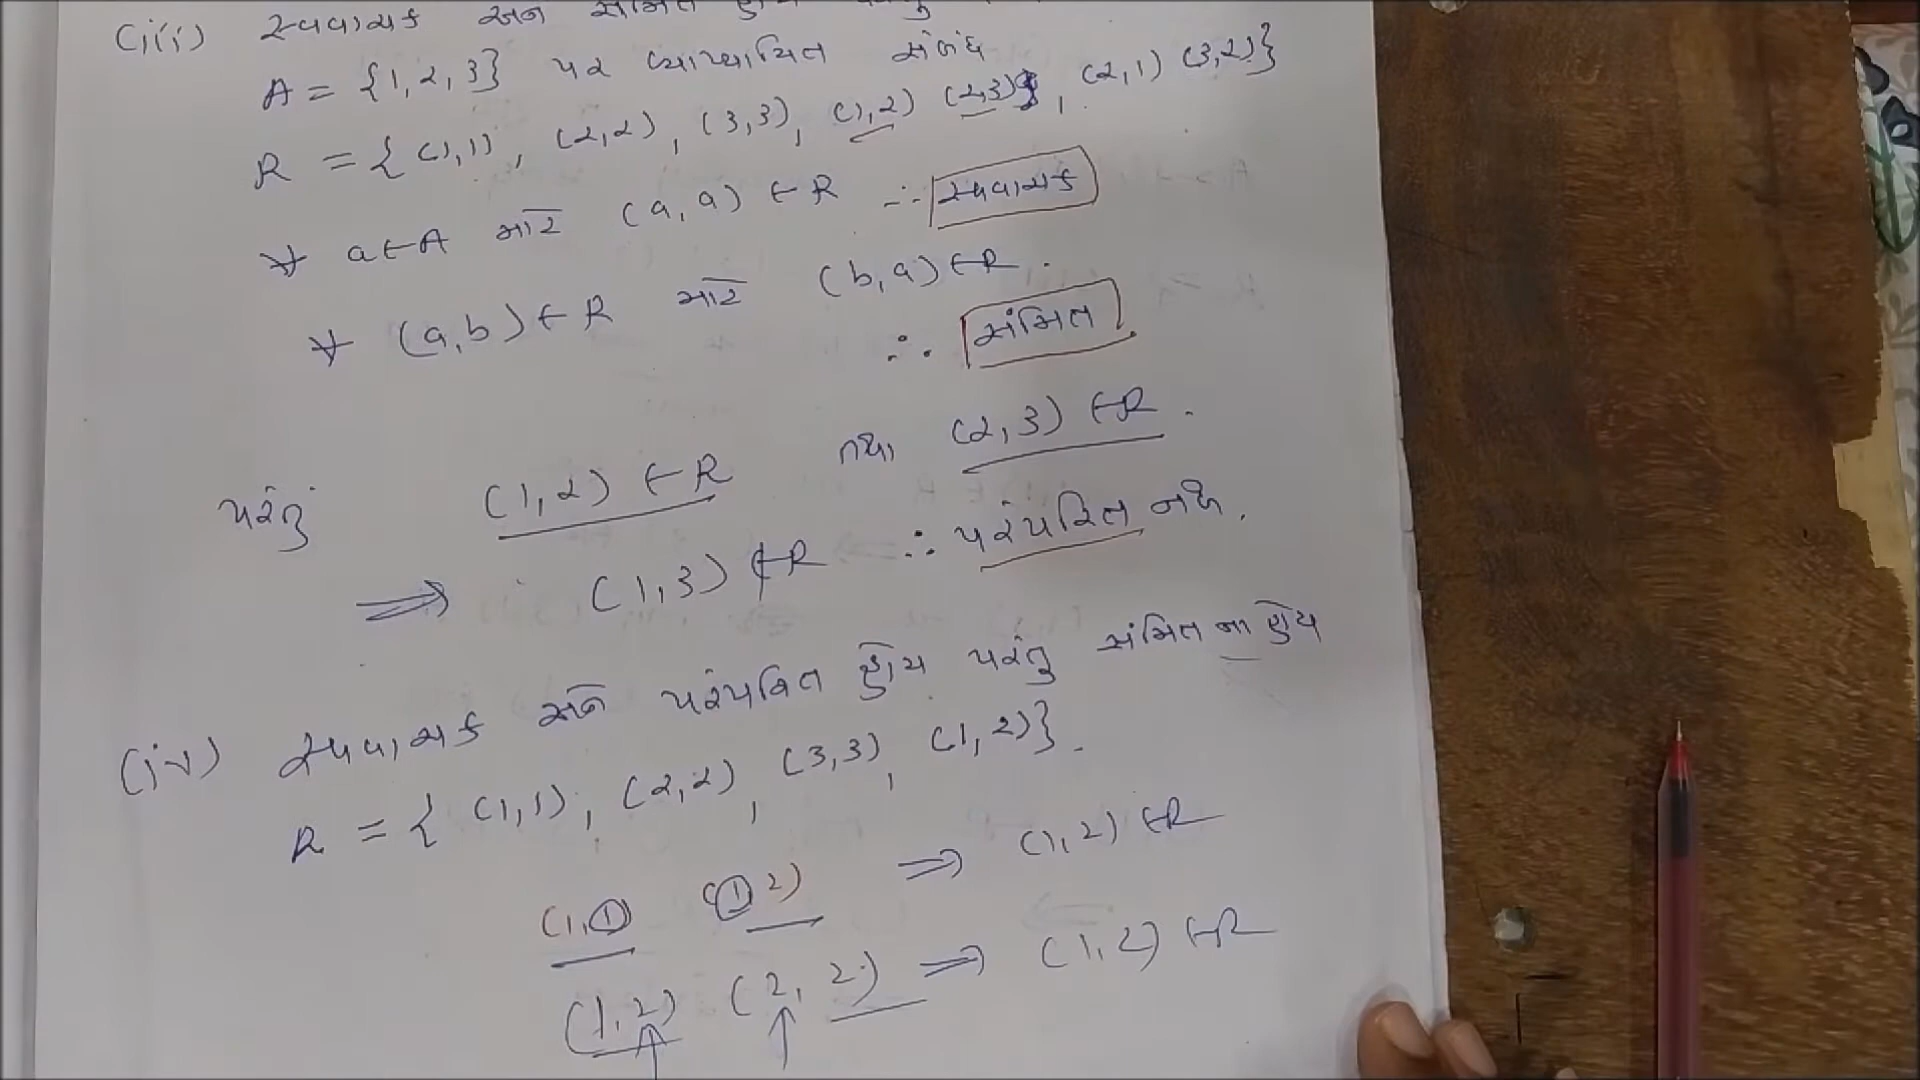 (iii) સ્વવાચક અને સંમિત હોય
A = {1, 2, 3} પર વ્યાખ્યાયિત સંબંધ
R = { (1,1), (2,2), (3,3), (1,2) (2,3), (2,1) (3,2)}
∀ a ∈ A માટે (a, a) ∈ R ∴ સ્વવાચક
∀ (a, b) ∈ R માટે (b, a) ∈ R.
∴ સંમિત.
પરંતુ (1, 2) ∈ R તથા (2, 3) ∈ R.
⟹ (1, 3) ∉ R ∴ પરંપરિત નથી.
(iv) સ્વવાચક અને પરંપરિત હોય પરંતુ સંમિત ના હોય
R = { (1,1), (2,2), (3,3), (1,2)}.
(1, 1) (1 2) ⟹ (1, 2) ∈ R
(1, 2) (2, 2) ⟹ (1, 2) ∈ R